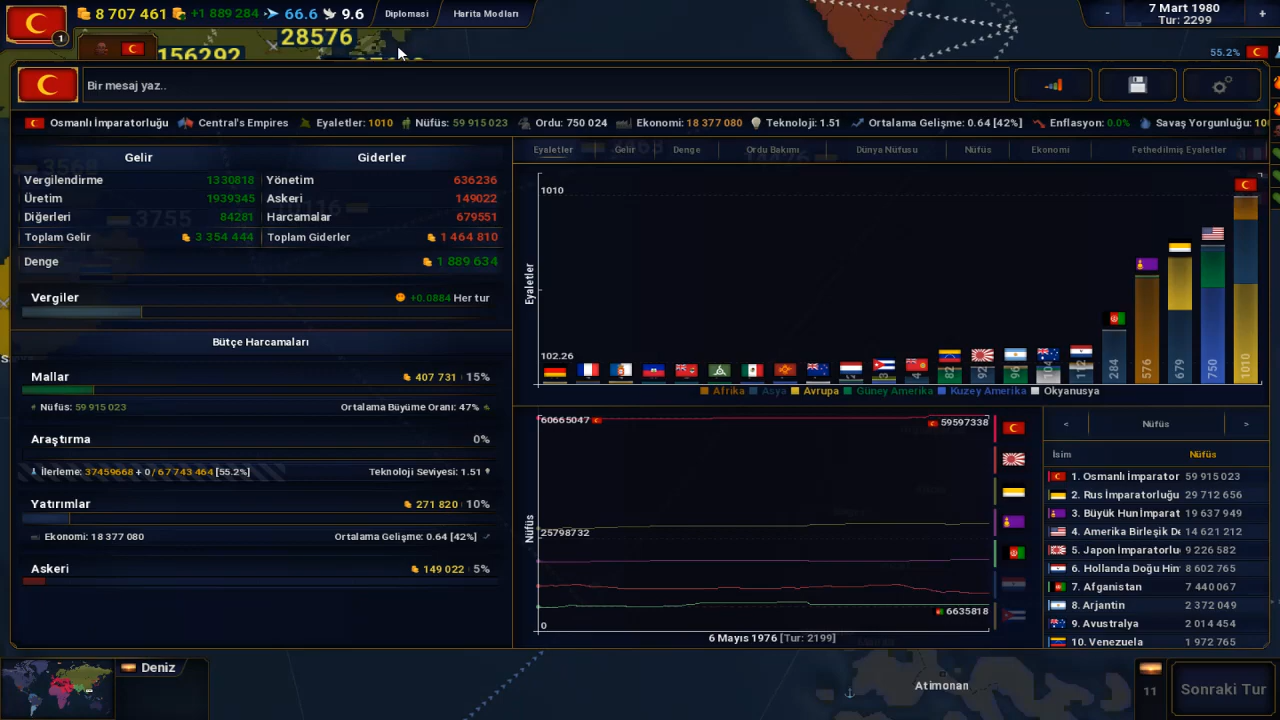 8 707 461 +1 889 284 66.6 9.6 Diplomasi Harita Modları
- 7 Mart 1980 +
Tur: 2299
1
156292
28576
55.2%
Bir mesaj yaz..
Osmanlı İmparatorluğu Central's Empires Eyaletler: 1010 Nüfüs: 59 915 023 Ordu: 750 024 Ekonomi: 18 377 080 Teknoloji: 1.51 Ortalama Gelişme: 0.64 [42%] Enflasyon: 0.0% Savaş Yorgunluğu:
Gelir Giderler
Vergilendirme 1330818 Yönetim 636236
Üretim 1939345 Askeri 149022
Diğerleri 84281 Harcamalar 679551
Toplam Gelir 3 354 444 Toplam Giderler 1 464 810
Denge 1 889 634
Vergiler +0.0884 Her tur
Bütçe Harcamaları
Mallar 407 731 15%
Nüfüs: 59 915 023 Ortalama Büyüme Oranı: 47%
Araştırma 0%
İlerleme: 37459668 + 0 / 67 743 464 [55.2%] Teknoloji Seviyesi: 1.51
Yatırımlar 271 820 10%
Ekonomi: 18 377 080 Ortalama Gelişme: 0.64 [42%]
Askeri 149 022 5%
Eyaletler Gelir Denge Ordu Bakımı Dünya Nüfusu Nüfüs Ekonomi Fethedilmiş Eyaletler
1010
Eyaletler
102.26
82 92 96 104 112 284 576 679 750 1010
Afrika Asya Avrupa Güney Amerika Kuzey Amerika Okyanusya
60665047 59597338
Nüfüs
25798732
6635818
0
6 Mayıs 1976 [Tur: 2199]
< Nüfüs >
İsim Nüfüs
1. Osmanlı İmparator 59 915 023
2. Rus İmparatorluğu 29 712 656
3. Büyük Hun İmparat 19 637 949
4. Amerika Birleşik De 14 621 212
5. Japon İmparatorlu 9 226 582
6. Hollanda Doğu Hin 8 602 765
7. Afganistan 7 440 067
8. Arjantin 2 372 049
9. Avustralya 2 014 454
10. Venezuela 1 972 765
Deniz
Atimonan
11
Sonraki Tur